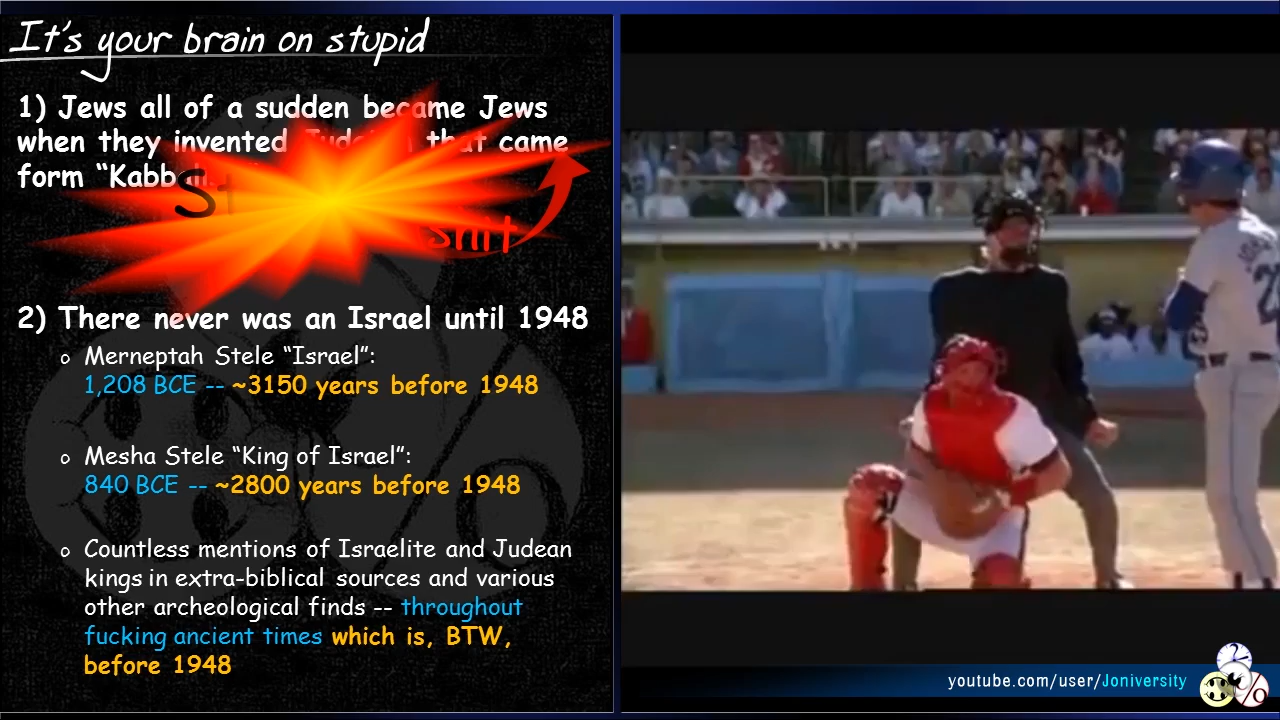 It's your brain on stupid
1) Jews all of a sudden became Jews
when they invented that came
form “Kabbal
shit
2) There never was an Israel until 1948
Merneptah Stele “Israel”:
1,208 BCE -- ~3150 years before 1948
Mesha Stele “King of Israel”:
840 BCE -- ~2800 years before 1948
Countless mentions of Israelite and Judean
kings in extra-biblical sources and various
other archeological finds -- throughout
fucking ancient times which is, BTW,
before 1948
youtube.com/user/Joniversity